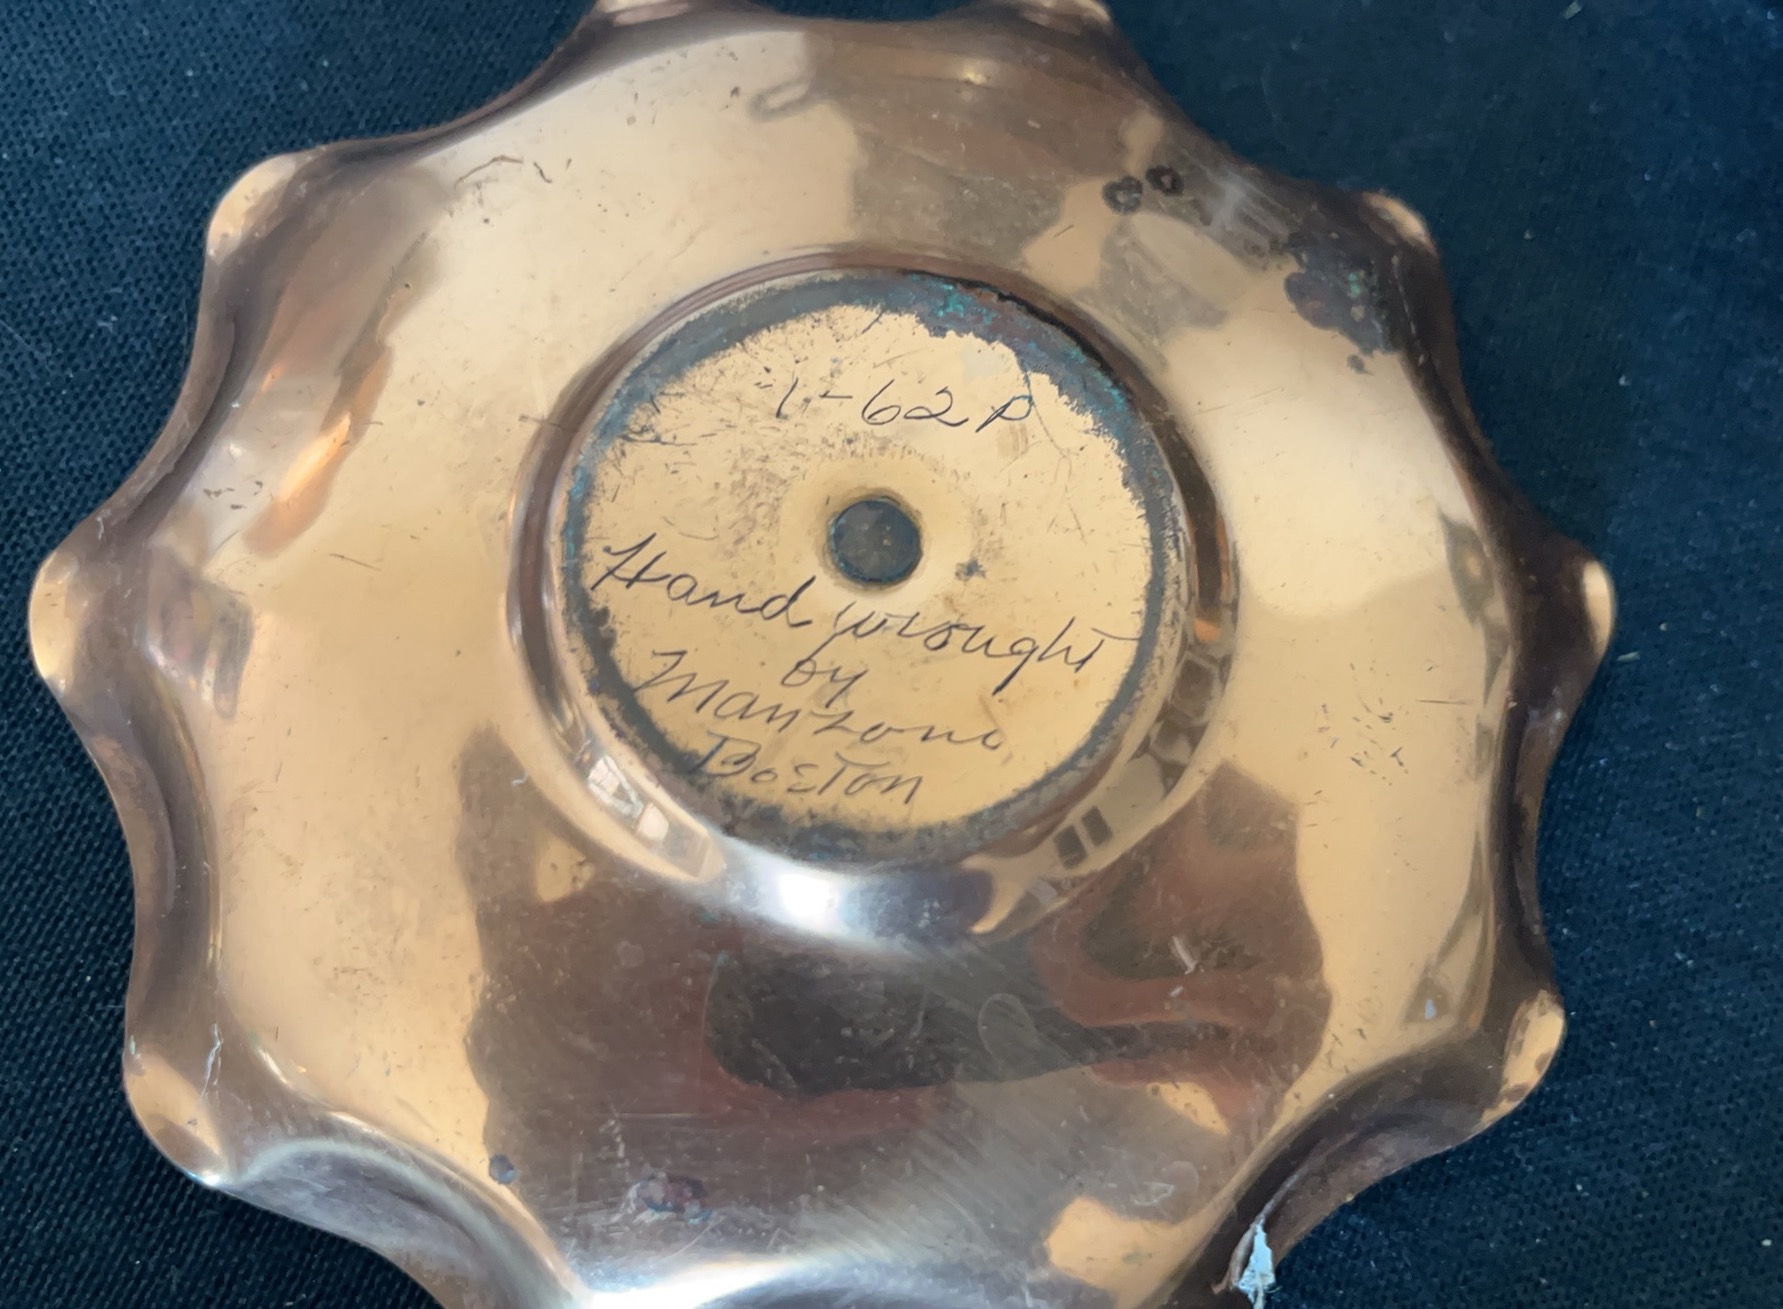 1-62P
Hand wrought
by
Manzoni
Boston